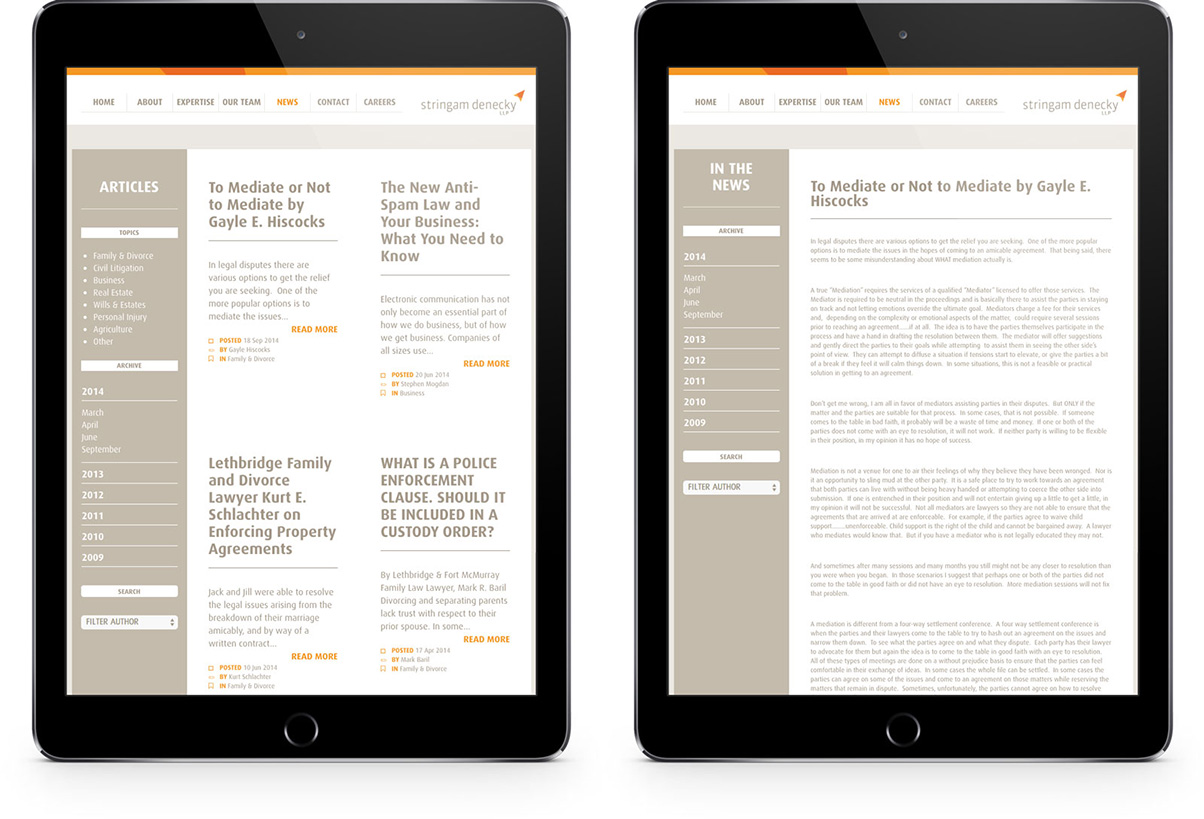 HOME ABOUT EXPERTISE OUR TEAM NEWS CONTACT CAREERS
stringam denecky
LLP
ARTICLES
TOPICS
Family & Divorce
Civil Litigation
Business
Real Estate
Wills & Estates
Personal Injury
Agriculture
Other
ARCHIVE
2014
March
April
June
September
2013
2012
2011
2010
2009
SEARCH
FILTER AUTHOR
To Mediate or Not
to Mediate by
Gayle E. Hiscocks
In legal disputes there are
various options to get the relief
you are seeking. One of the
more popular options is to
mediate the issues...
READ MORE
POSTED 18 Sep 2014
BY Gayle Hiscocks
IN Family & Divorce
The New Anti-
Spam Law and
Your Business:
What You Need to
Know
Electronic communication has not
only become an essential part of
how we do business, but of how
we get business. Companies of
all sizes use...
READ MORE
POSTED 20 Jun 2014
BY Stephen Mogdan
IN Business
Lethbridge Family
and Divorce
Lawyer Kurt E.
Schlachter on
Enforcing Property
Agreements
Jack and Jill were able to resolve
the legal issues arising from the
breakdown of their marriage
amicably, and by way of a
written contract...
READ MORE
POSTED 10 Jun 2014
BY Kurt Schlachter
IN Family & Divorce
WHAT IS A POLICE
ENFORCEMENT
CLAUSE. SHOULD IT
BE INCLUDED IN A
CUSTODY ORDER?
By Lethbridge & Fort McMurray
Family Law Lawyer, Mark R. Baril
Divorcing and separating parents
lack trust with respect to their
prior spouse. In some...
READ MORE
POSTED 17 Apr 2014
BY Mark Baril
IN Family & Divorce
HOME ABOUT EXPERTISE OUR TEAM NEWS CONTACT CAREERS
stringam denecky
LLP
IN THE
NEWS
ARCHIVE
2014
March
April
June
September
2013
2012
2011
2010
2009
SEARCH
FILTER AUTHOR
To Mediate or Not to Mediate by Gayle E.
Hiscocks
In legal disputes there are various options to get the relief you are seeking. One of the more popular
options is to mediate the issues in the hopes of coming to an amicable agreement. That being said, there
seems to be some misunderstanding about WHAT mediation actually is.
A true "Mediation" requires the services of a qualified "Mediator" licensed to offer those services. The
Mediator is required to be neutral in the proceedings and is basically there to assist the parties in staying
on track and not letting emotions override the ultimate goal. Mediators charge a fee for their services
and, depending on the complexity or emotional aspects of the matter, could require several sessions
prior to reaching an agreement.....if at all. The idea is to have the parties themselves participate in the
process and have a hand in drafting the resolution between them. The mediator will offer suggestions
and gently direct the parties to their goals while attempting to assist them in seeing the other side's
point of view. They can attempt to diffuse a situation if tensions start to elevate, or give the parties a bit
of a break if they feel it will calm things down. In some situations, this is not a feasible or practical
solution in getting to an agreement.
Don't get me wrong, I am all in favor of mediators assisting parties in their disputes. But ONLY if the
matter and the parties are suitable for that process. In some cases, that is not possible. If someone
comes to the table in bad faith, it probably will be a waste of time and money. If one or both of the
parties does not come with an eye to resolution, it will not work. If neither party is willing to be flexible
in their position, in my opinion it has no hope of success.
Mediation is not a venue for one to air their feelings of why they believe they have been wronged. Nor is
it an opportunity to sling mud at the other party. It is a safe place to try to work towards an agreement
that both parties can live with without being heavy handed or attempting to coerce the other side into
submission. If one is entrenched in their position and will not entertain giving up a little to get a little, in
my opinion it will not be successful. Not all mediators are lawyers so they are not able to ensure that the
agreements that are arrived at are enforceable. For example, if the parties agree to waive child
support......unenforceable. Child support is the right of the child and cannot be bargained away. A lawyer
who mediates would know that. But if you have a mediator who is not legally educated they may not.
And sometimes after many sessions and many months you still might not be any closer to resolution than
you were when you began. In those scenarios I suggest that perhaps one or both of the parties did not
come to the table in good faith or did not have an eye to resolution. More mediation sessions will not fix
that problem.
A mediation is different from a four-way settlement conference. A four way settlement conference is
when the parties and their lawyers come to the table to try to hash out an agreement on the issues and
narrow them down. To see what the parties agree on and what they dispute. Each party has their lawyer
to advocate for them but again the idea is to come to the table in good faith with an eye to resolution.
All of these types of meetings are done on a without prejudice basis to ensure that the parties can feel
comfortable in their exchange of ideas. In some cases the whole file can be settled. In some cases the
parties can agree on some of the issues and come to an agreement on those matters while reserving the
matters that remain in dispute. Sometimes, unfortunately, the parties cannot agree on how to resolve